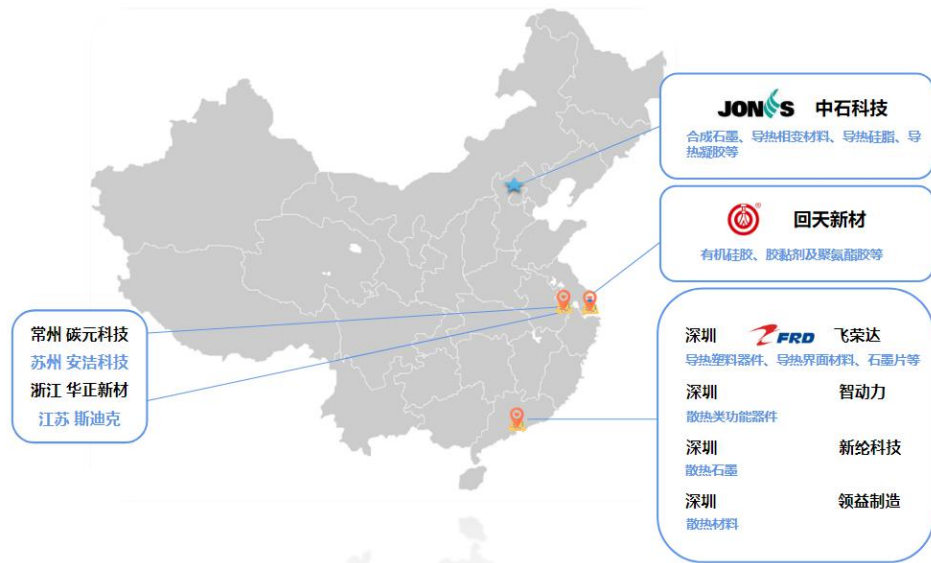 JONES 中石科技
合成石墨、导热相变材料、导热硅脂、导
热凝胶等
® 回天新材
有机硅胶、胶黏剂及聚氨酯胶等
常州 碳元科技
苏州 安洁科技
浙江 华正新材
江苏 斯迪克
深圳 FRD 飞荣达
导热塑料器件、导热界面材料、石墨片等
深圳 智动力
散热类功能器件
深圳 新纶科技
散热石墨
深圳 领益制造
散热材料